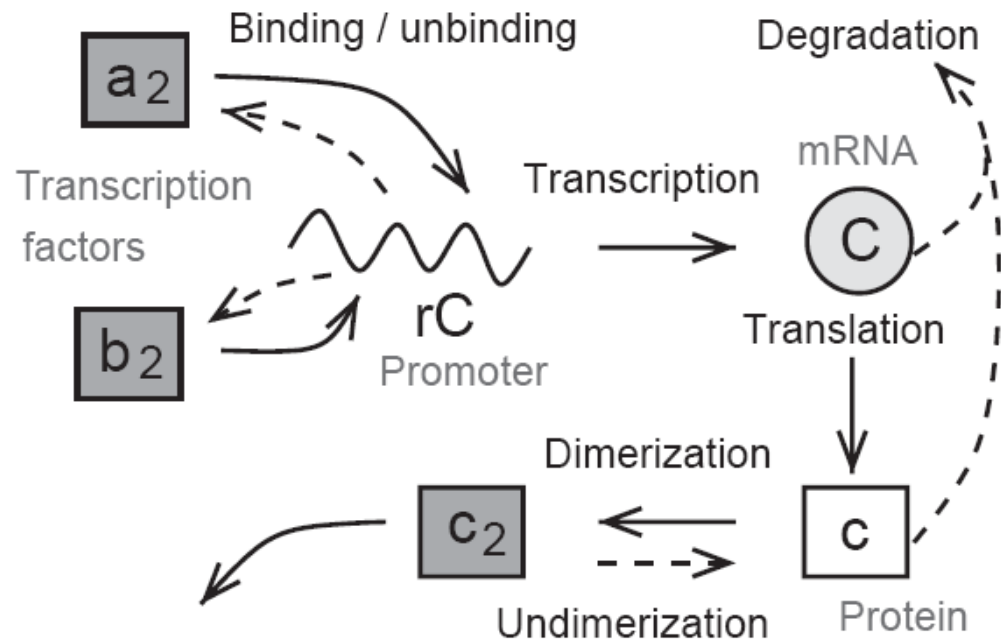 Binding / unbinding
Degradation
a2
mRNA
Transcription
factors
Transcription
C
rC
Promoter
b2
Translation
Dimerization
c2
c
Undimerization
Protein